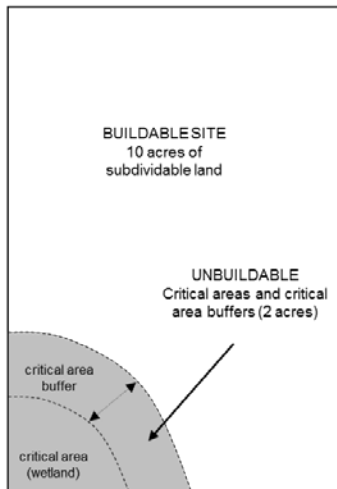 BUILDABLE SITE
10 acres of
subdividable land
UNBUILDABLE
Critical areas and critical
area buffers (2 acres)
critical area
buffer
critical area
(wetland)